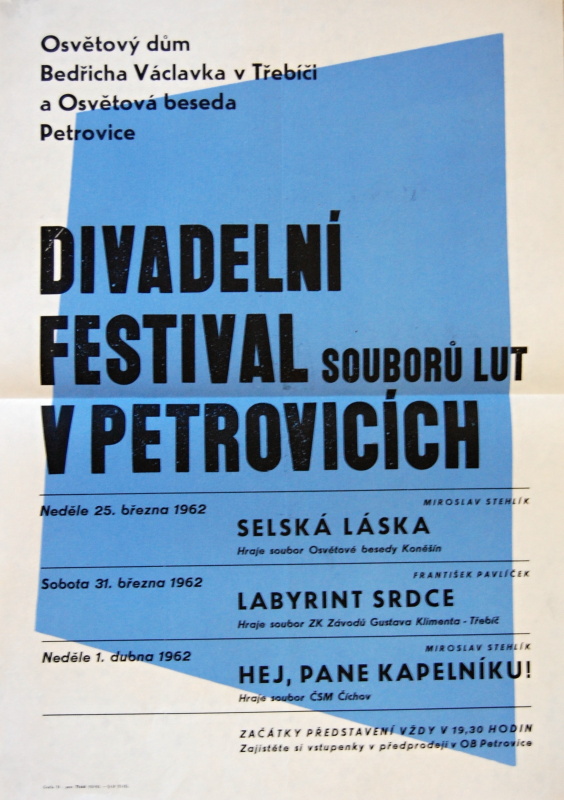 Osvětový dům
Bedřicha Václavka v Třebíči
a Osvětová beseda
Petrovice
DIVADELNÍ
FESTIVAL SOUBORŮ LUT
V PETROVICÍCH
Neděle 25. března 1962
MIROSLAV STEHLÍK
SELSKÁ LÁSKA
Hraje soubor Osvětové besedy Koněšín
Sobota 31. března 1962
FRANTIŠEK PAVLÍČEK
LABYRINT SRDCE
Hraje soubor ZK Závodů Gustava Klimenta - Třebíč
Neděle 1. dubna 1962
MIROSLAV STEHLÍK
HEJ, PANE KAPELNÍKU!
Hraje soubor ČSM Čichov
ZAČÁTKY PŘEDSTAVENÍ VŽDY V 19,30 HODIN
Zajistěte si vstupenky v předprodeji v OB Petrovice